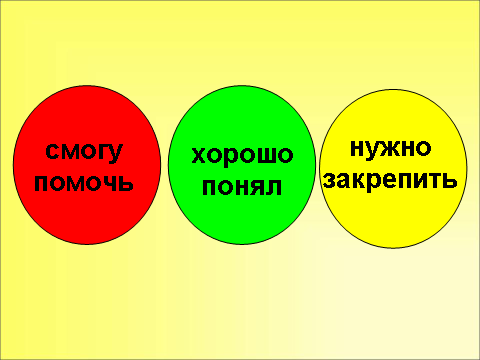 смогу
помочь
хорошо
понял
нужно
закрепить